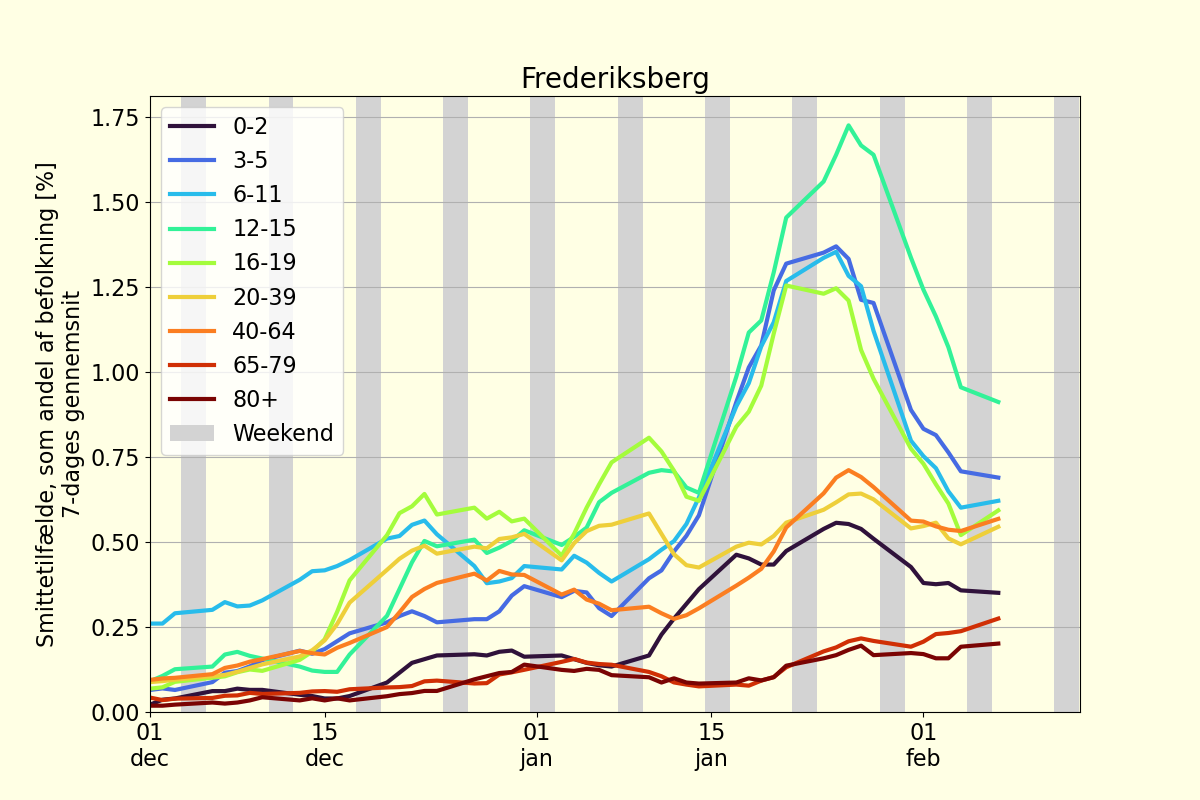 Frederiksberg
Smittetilfælde, som andel af befolkning [%]
7-dages gennemsnit
1.75
1.50
1.25
1.00
0.75
0.50
0.25
0.00
0-2
3-5
6-11
12-15
16-19
20-39
40-64
65-79
80+
Weekend
01
dec
15
dec
01
jan
15
jan
01
feb